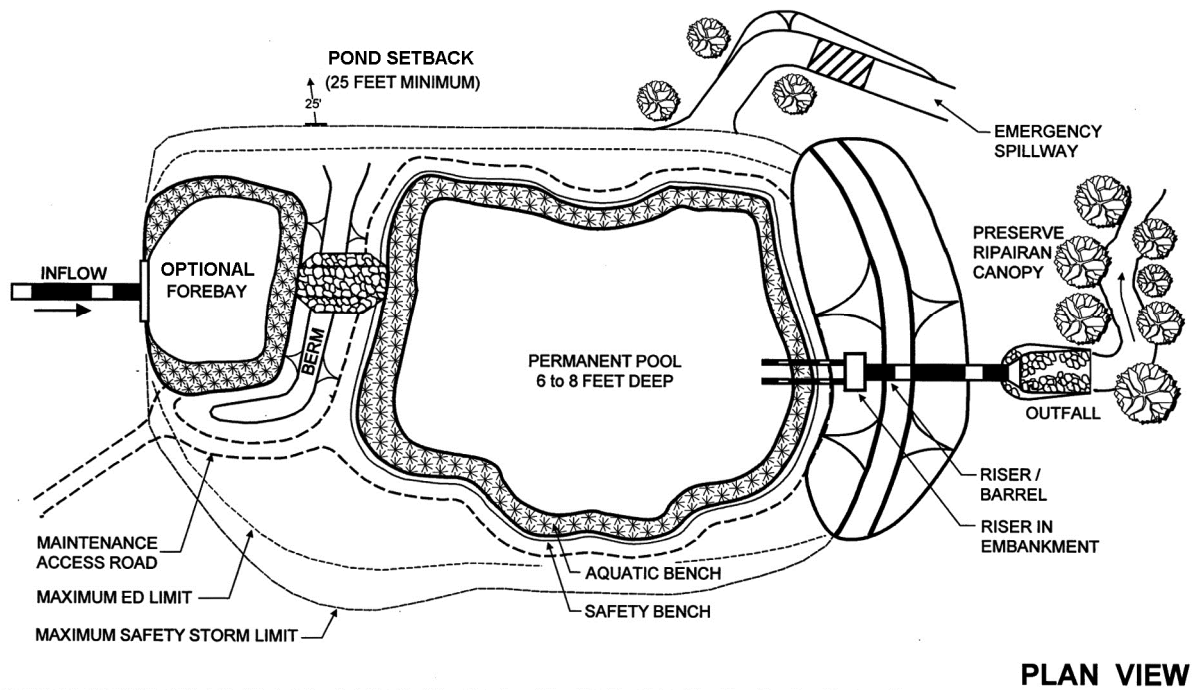 POND SETBACK
(25 FEET MINIMUM)
25'
EMERGENCY
SPILLWAY
PRESERVE
RIPAIRAN
CANOPY
INFLOW
OPTIONAL
FOREBAY
BERM
PERMANENT POOL
6 to 8 FEET DEEP
OUTFALL
RISER /
BARREL
RISER IN
EMBANKMENT
MAINTENANCE
ACCESS ROAD
AQUATIC BENCH
MAXIMUM ED LIMIT
SAFETY BENCH
MAXIMUM SAFETY STORM LIMIT
PLAN VIEW